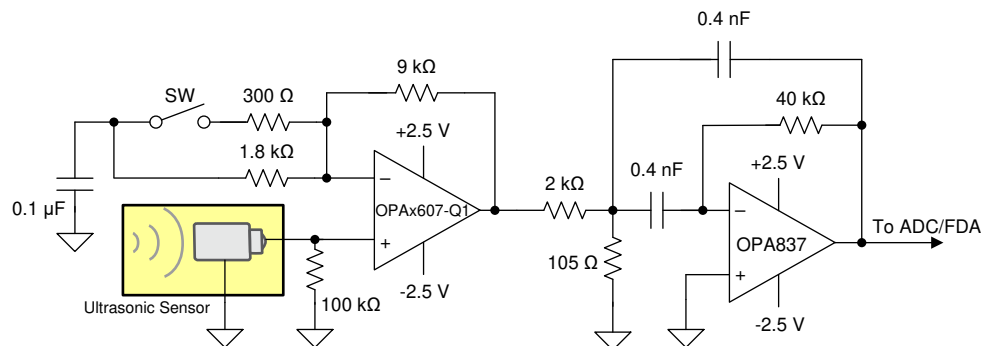 0.4 nF
9 kΩ
SW
300 Ω
40 kΩ
+2.5 V
1.8 kΩ
+2.5 V
0.4 nF
−
2 kΩ
0.1 µF
OPAx607-Q1
−
To ADC/FDA
OPA837
+
105 Ω
+
-2.5 V
100 kΩ
Ultrasonic Sensor
-2.5 V